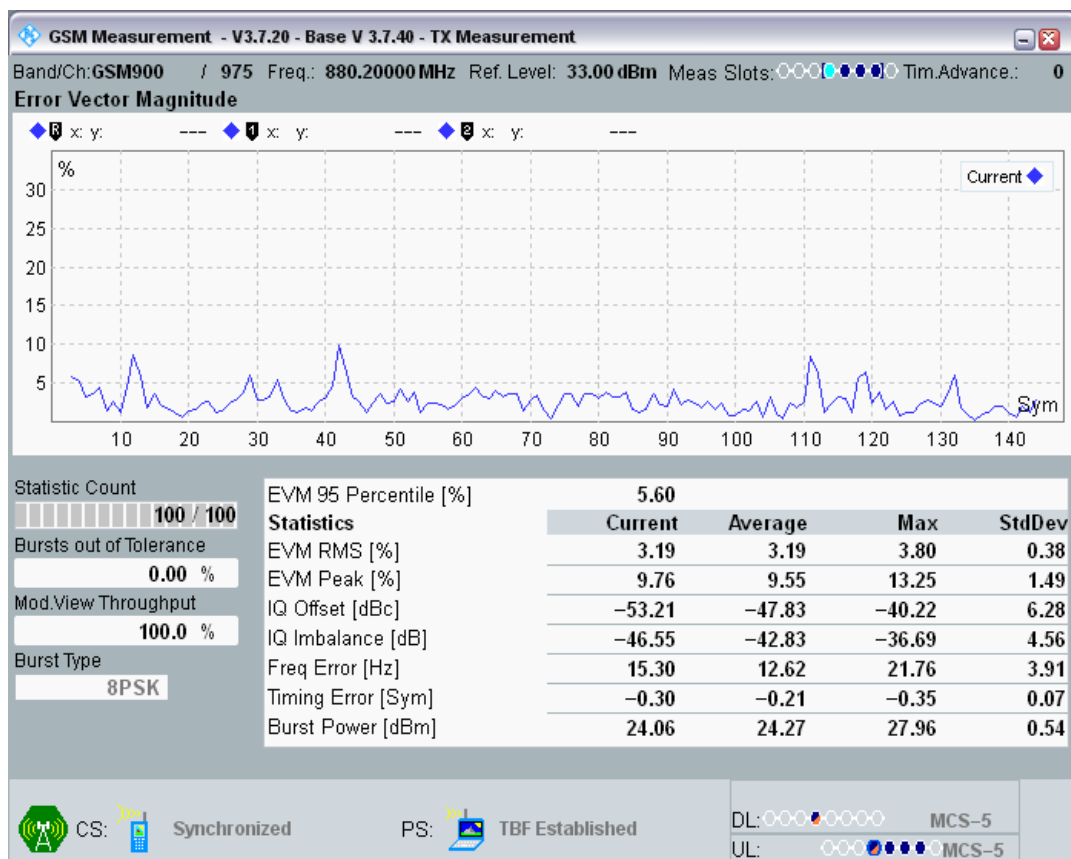 GSM Measurement - V3.7.20 - Base V 3.7.40 - TX Measurement
Band/Ch:GSM900 / 975 Freq.: 880.20000 MHz Ref. Level: 33.00 dBm Meas Slots: Tim.Advance.: 0
Error Vector Magnitude
R x: y: --- 1 x: y: --- 2 x: y: ---
%
Current
30
25
20
15
10
5
Sym
10 20 30 40 50 60 70 80 90 100 110 120 130 140
Statistic Count
100 / 100
Bursts out of Tolerance
0.00 %
Mod.View Throughput
100.0 %
Burst Type
8PSK
EVM 95 Percentile [%] 5.60
Statistics Current Average Max StdDev
EVM RMS [%] 3.19 3.19 3.80 0.38
EVM Peak [%] 9.76 9.55 13.25 1.49
IQ Offset [dBc] −53.21 −47.83 −40.22 6.28
IQ Imbalance [dB] −46.55 −42.83 −36.69 4.56
Freq Error [Hz] 15.30 12.62 21.76 3.91
Timing Error [Sym] −0.30 −0.21 −0.35 0.07
Burst Power [dBm] 24.06 24.27 27.96 0.54
CS: Synchronized PS: TBF Established
DL: MCS−5
UL: MCS−5